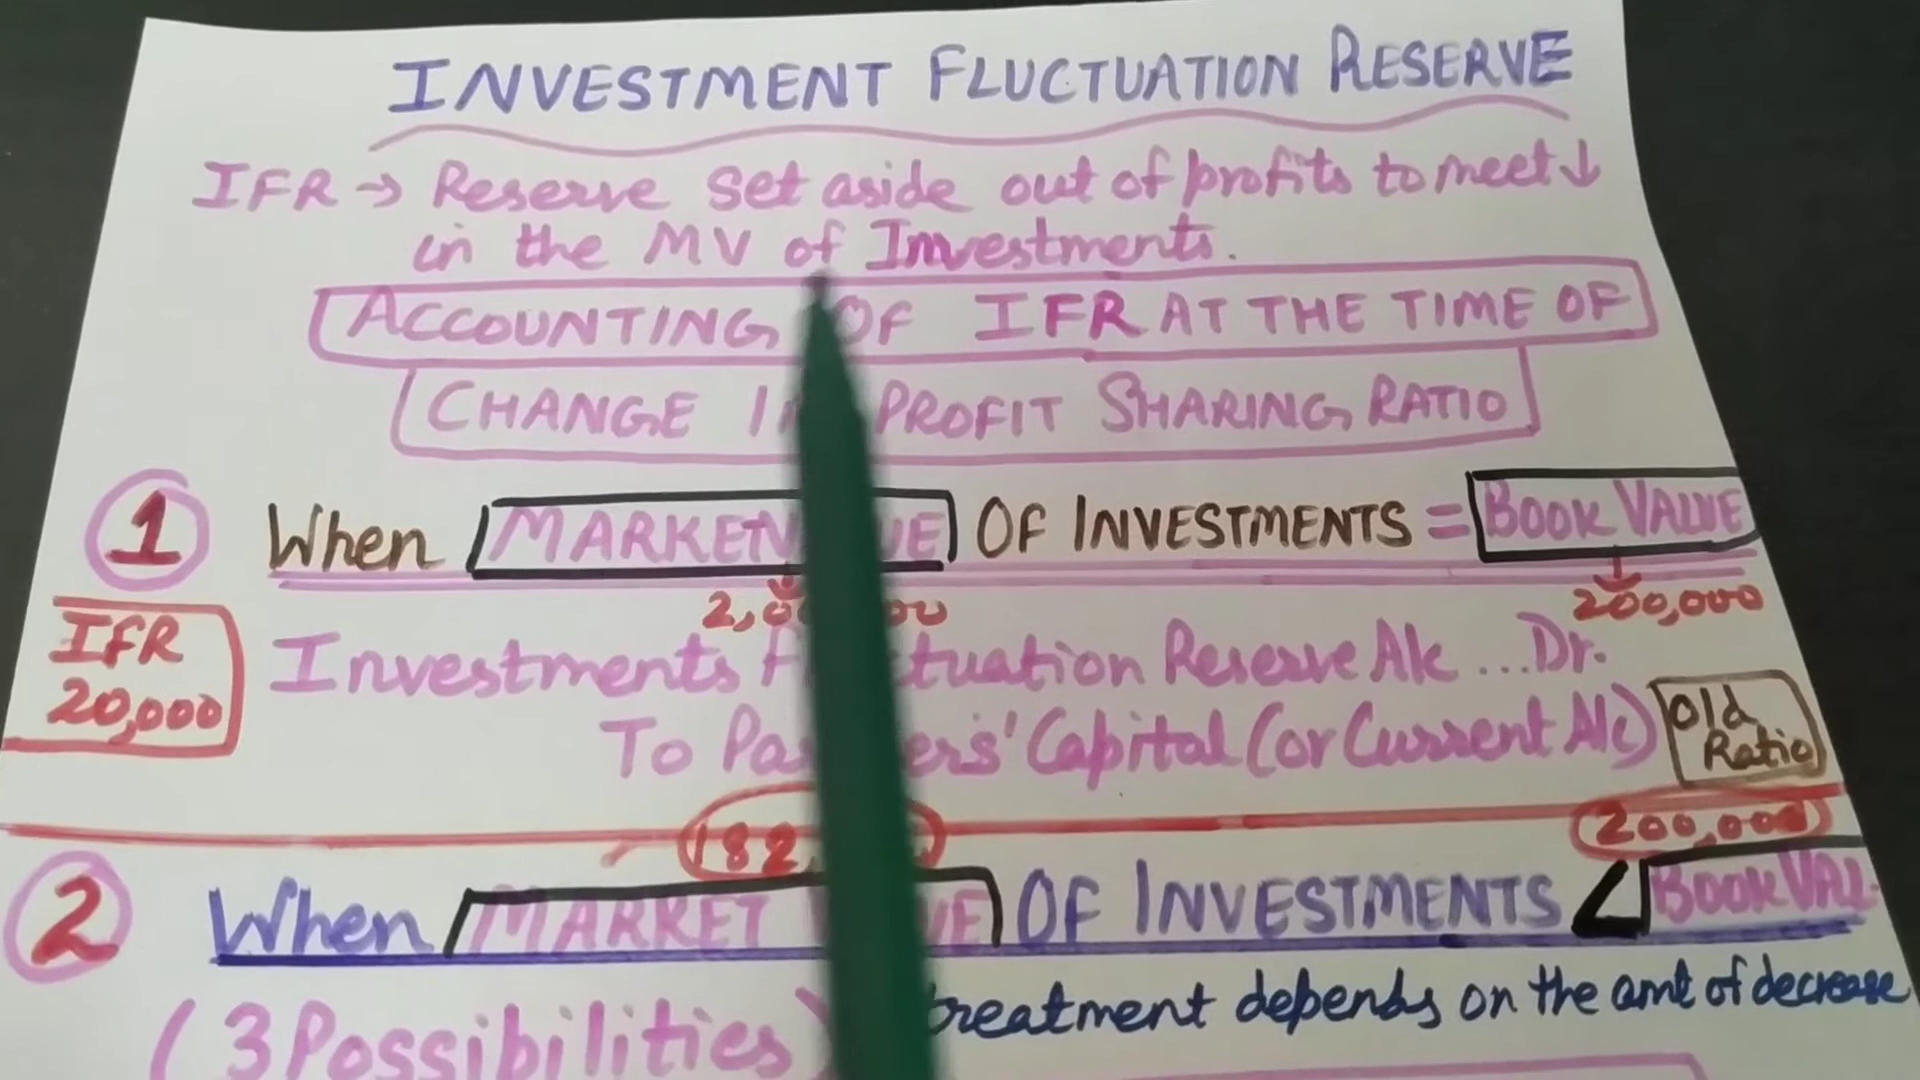 INVESTMENT FLUCTUATION RESERVE
IFR → Reserve set aside out of profits to meet ↓
in the MV of Investments.
ACCOUNTING OF IFR AT THE TIME OF
CHANGE PROFIT SHARING RATIO
1 When OF INVESTMENTS = BOOK VALUE
200,000
IFR
20,000
Investments Reserve A/c ... Dr.
To Capital (or Current A/c)
Old
Ratio
200,000
2 When MARKET OF INVESTMENTS <
(3 Possibilities) treatment depends on the amt of decrease